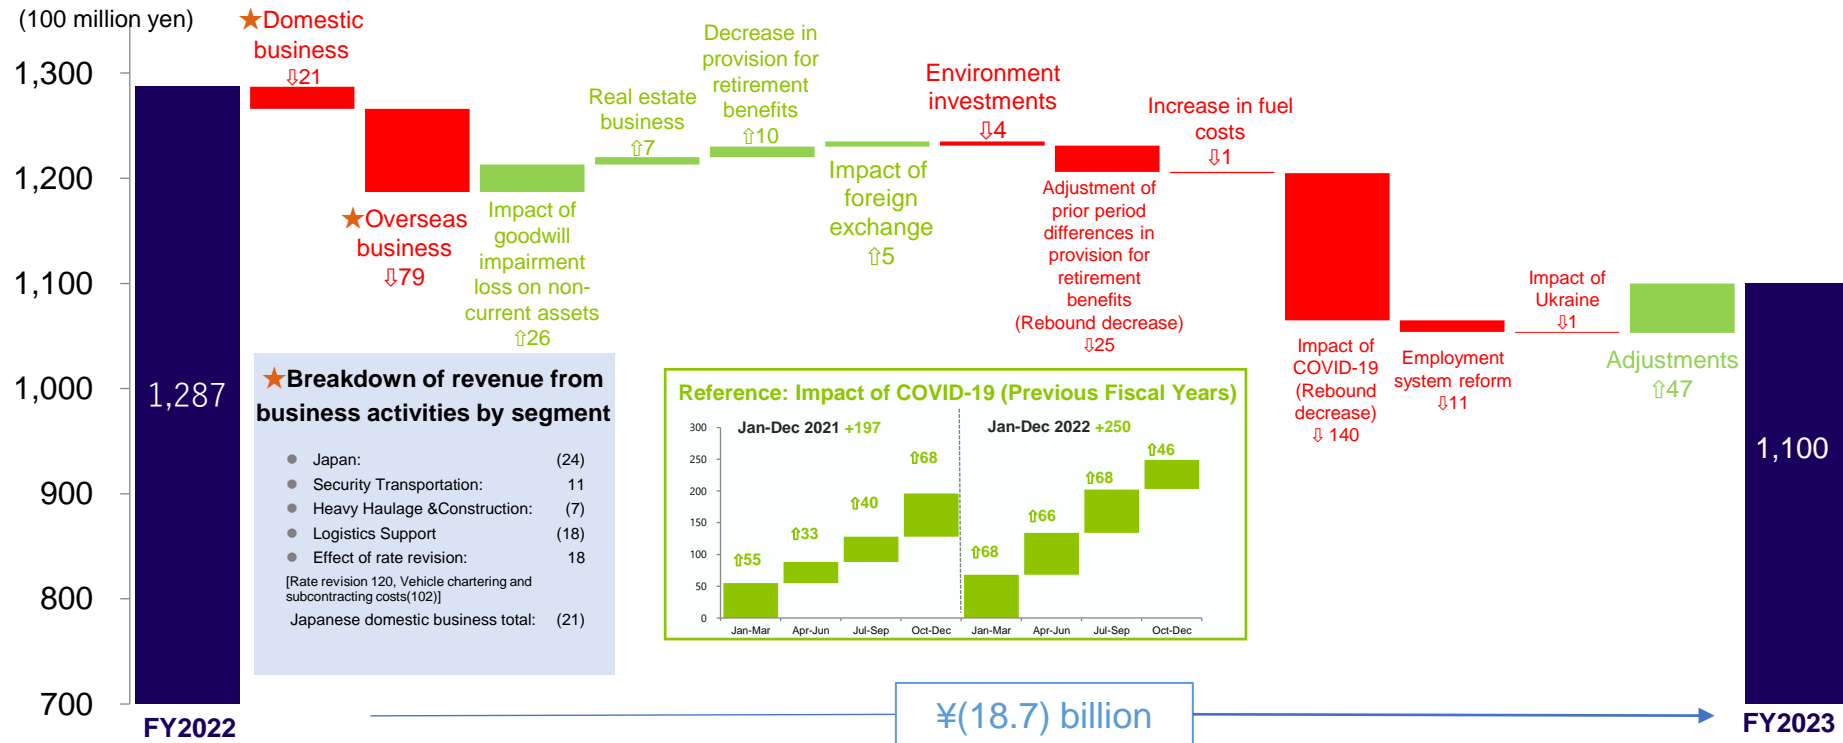 (100 million yen)
1,300
1,200
1,100
1,000
900
800
700
1,287
FY2022
★Domestic
business
⇩21
★Overseas
business
⇩79
Impact of
goodwill
impairment
loss on non-
current assets
⇧26
Real estate
business
⇧7
Decrease in
provision for
retirement
benefits
⇧10
Impact of
foreign
exchange
⇧5
Environment
investments
⇩4
Adjustment of
prior period
differences in
provision for
retirement
benefits
(Rebound decrease)
⇩25
Increase in fuel
costs
⇩1
Impact of
COVID-19
(Rebound
decrease)
⇩ 140
Employment
system reform
⇩11
Impact of
Ukraine
⇩1
Adjustments
⇧47
1,100
FY2023
★Breakdown of revenue from
business activities by segment
● Japan: (24)
● Security Transportation: 11
● Heavy Haulage &Construction: (7)
● Logistics Support (18)
● Effect of rate revision: 18
[Rate revision 120, Vehicle chartering and
subcontracting costs(102)]
Japanese domestic business total: (21)
Reference: Impact of COVID-19 (Previous Fiscal Years)
Jan-Dec 2021 +197
Jan-Dec 2022 +250
300
250
200
150
100
50
0
⇧55
⇧33
⇧40
⇧68
⇧68
⇧66
⇧68
⇧46
Jan-Mar Apr-Jun Jul-Sep Oct-Dec Jan-Mar Apr-Jun Jul-Sep Oct-Dec
¥(18.7) billion